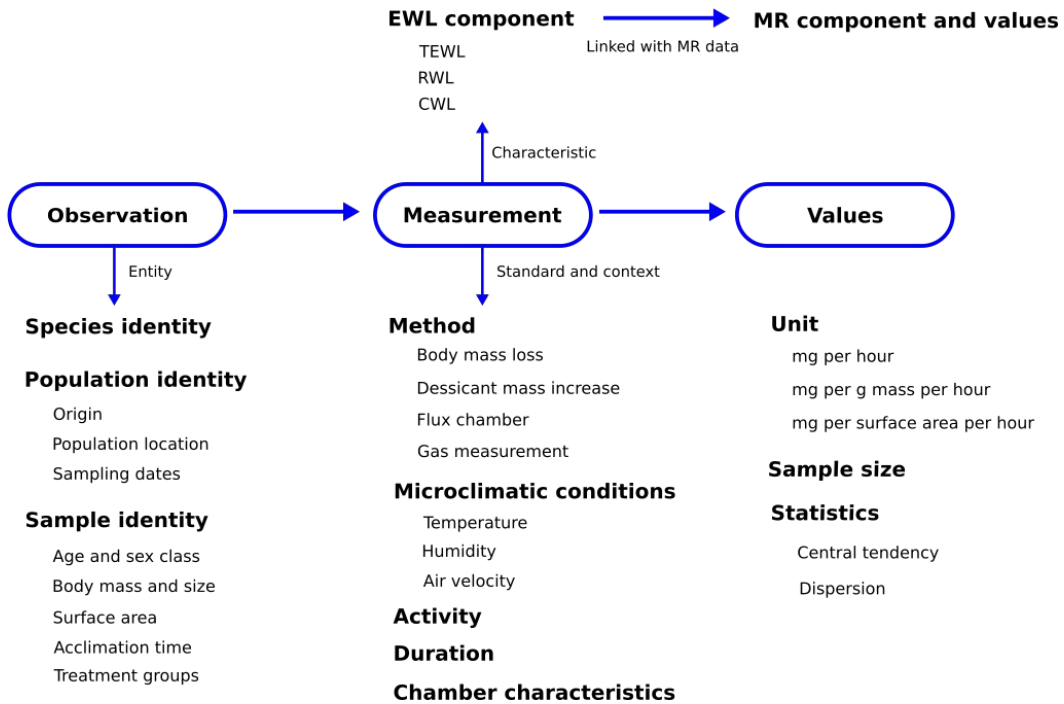 EWL component
Linked with MR data
MR component and values
TEWL
RWL
CWL
Characteristic
Observation
Measurement
Values
Entity
Standard and context
Species identity
Population identity
Origin
Population location
Sampling dates
Sample identity
Age and sex class
Body mass and size
Surface area
Acclimation time
Treatment groups
Method
Body mass loss
Dessicant mass increase
Flux chamber
Gas measurement
Microclimatic conditions
Temperature
Humidity
Air velocity
Activity
Duration
Chamber characteristics
Unit
mg per hour
mg per g mass per hour
mg per surface area per hour
Sample size
Statistics
Central tendency
Dispersion